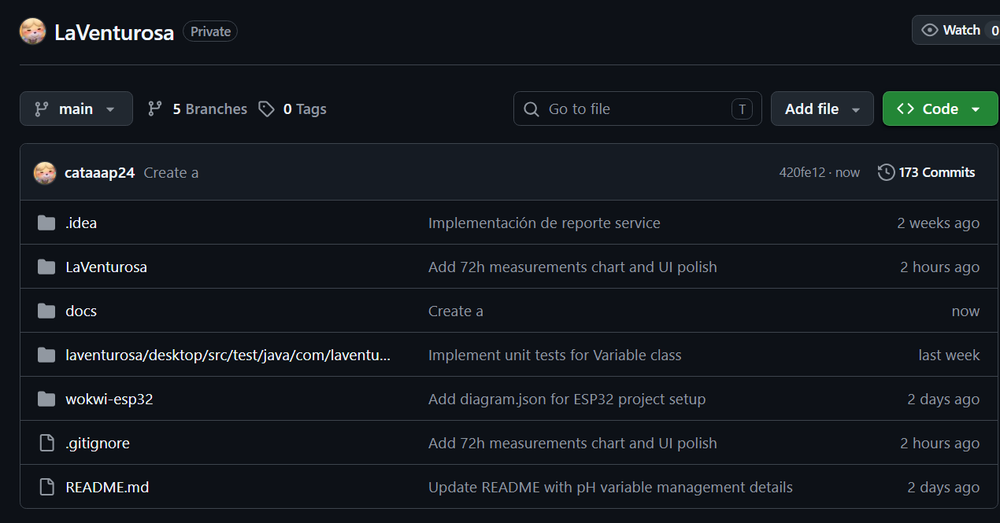 LaVenturosa Private Watch 0
main 5 Branches 0 Tags Go to file T Add file Code
cataaap24 Create a 420fe12 · now 173 Commits
.idea Implementación de reporte service 2 weeks ago
LaVenturosa Add 72h measurements chart and UI polish 2 hours ago
docs Create a now
laventurosa/desktop/src/test/java/com/laventu... Implement unit tests for Variable class last week
wokwi-esp32 Add diagram.json for ESP32 project setup 2 days ago
.gitignore Add 72h measurements chart and UI polish 2 hours ago
README.md Update README with pH variable management details 2 days ago